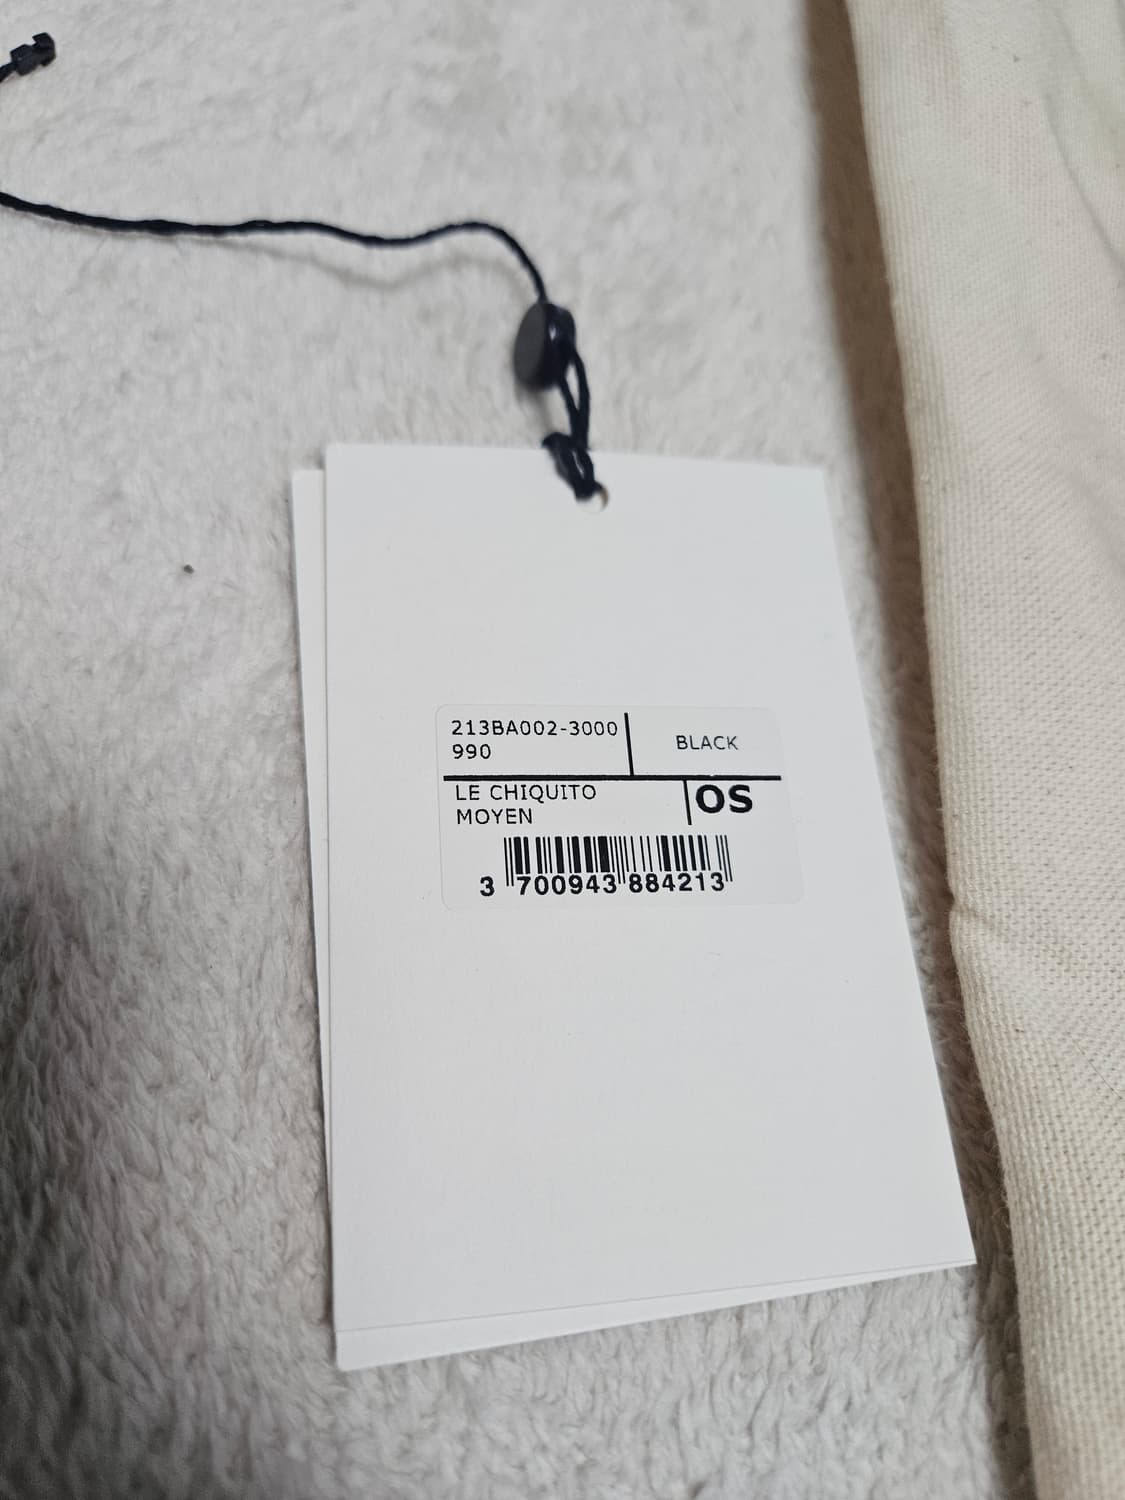 213BA002-3000
990
BLACK
LE CHIQUITO
MOYEN
OS
3 700943 884213